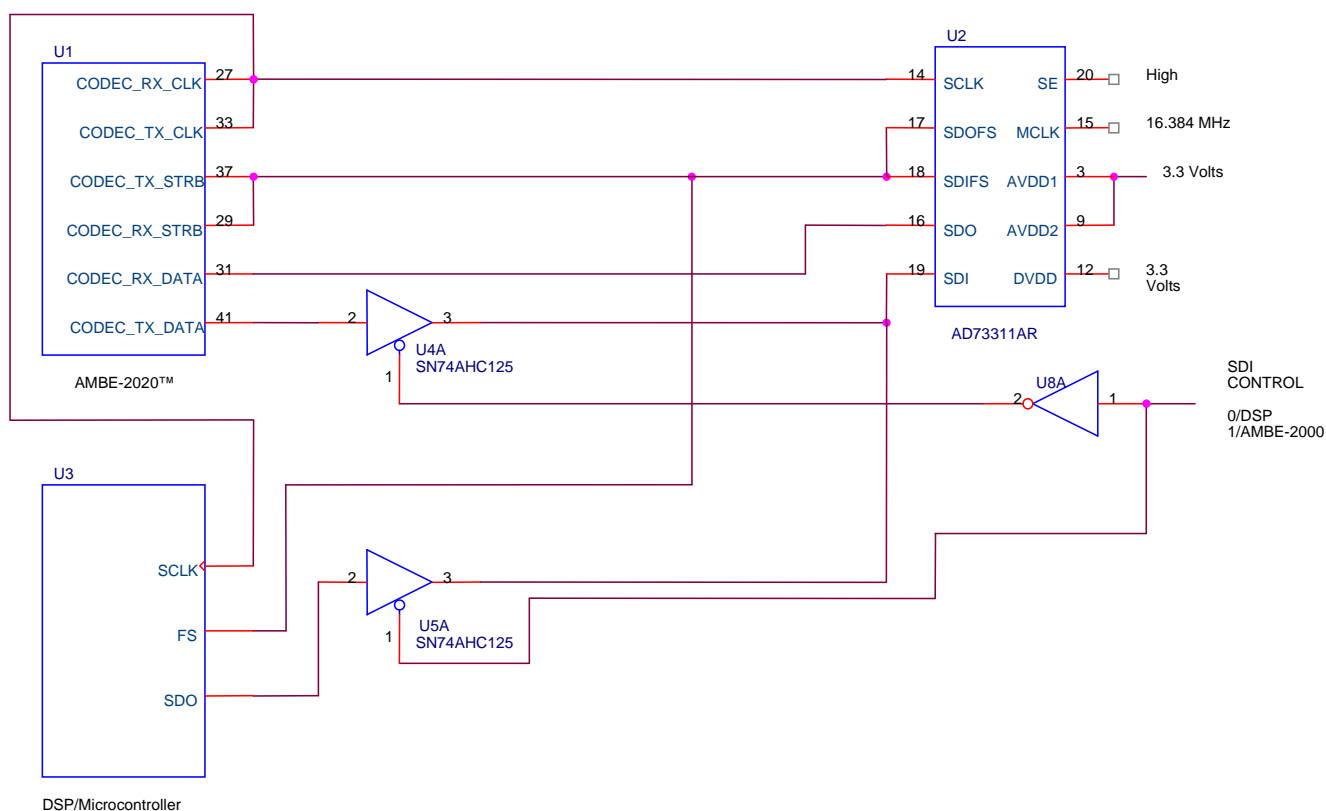 U1
CODEC_RX_CLK 27
CODEC_TX_CLK 33
CODEC_TX_STRB 37
CODEC_RX_STRB 29
CODEC_RX_DATA 31
CODEC_TX_DATA 41
AMBE-2020™
U2
14 SCLK SE 20 High
17 SDOFS MCLK 15 16.384 MHz
18 SDIFS AVDD1 3 3.3 Volts
16 SDO AVDD2 9
19 SDI DVDD 12 3.3
Volts
AD73311AR
2 3
1
U4A
SN74AHC125
U8A
2 1
SDI
CONTROL
0/DSP
1/AMBE-2000
U3
SCLK
FS
SDO
DSP/Microcontroller
2 3
1
U5A
SN74AHC125